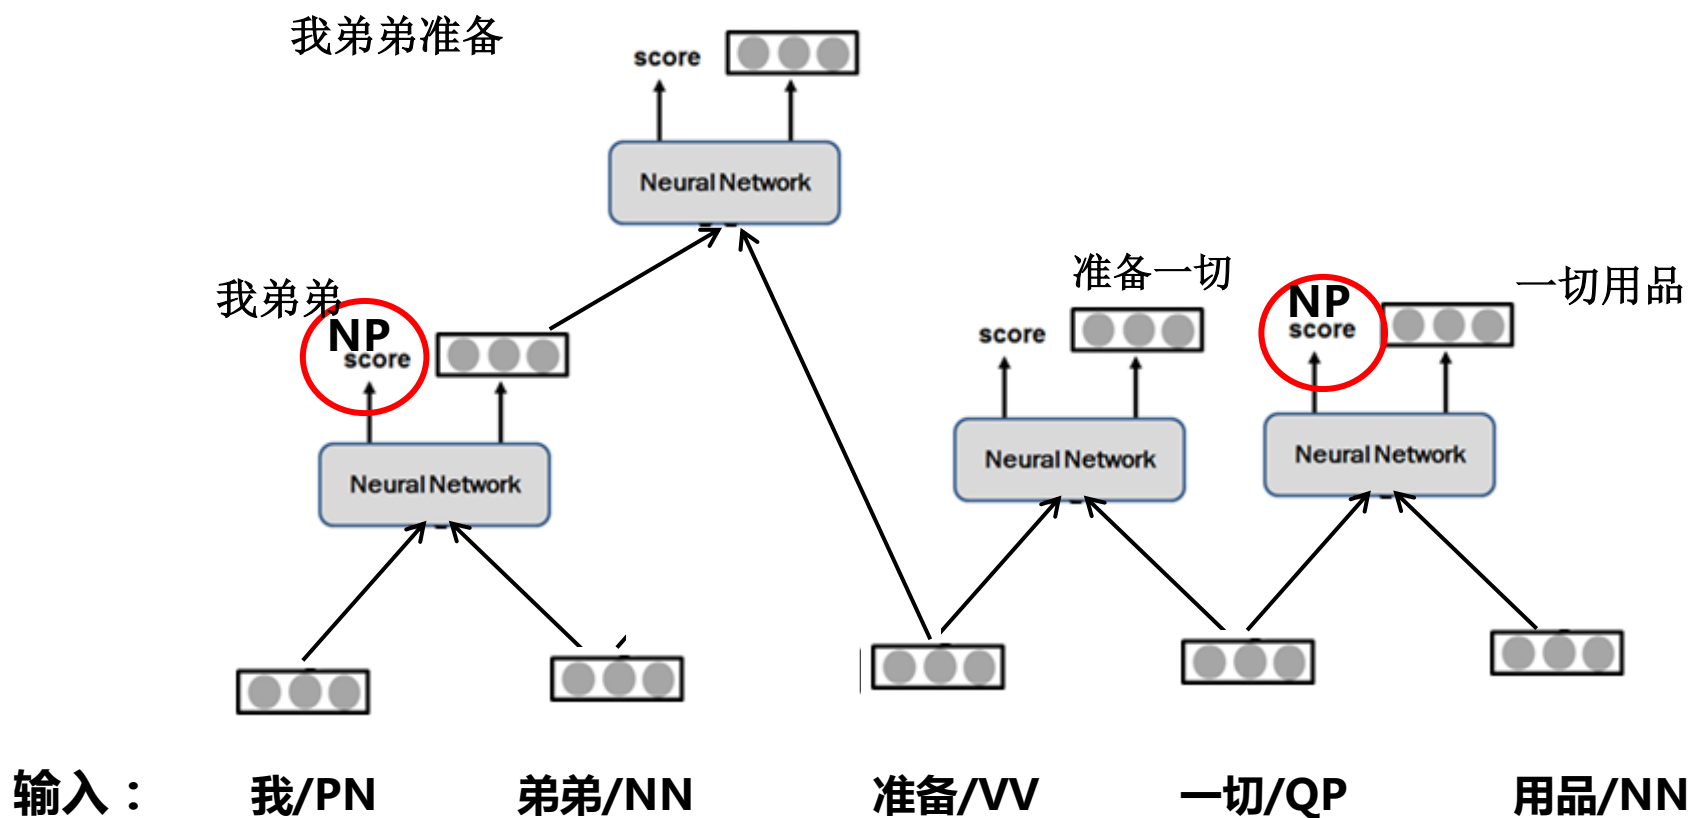 我弟弟准备
score
Neural Network
我弟弟
NP
score
Neural Network
准备一切
score
Neural Network
NP
score
一切用品
Neural Network
输入： 我/PN 弟弟/NN 准备/VV 一切/QP 用品/NN